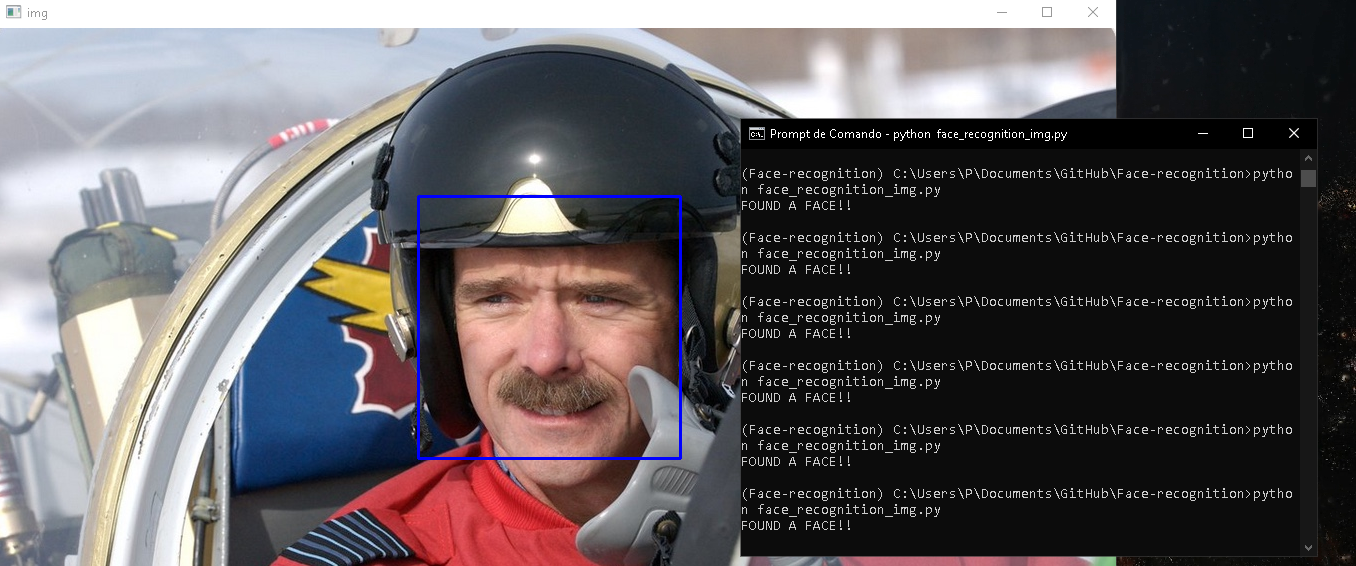 img
Prompt de Comando - python face_recognition_img.py
(Face-recognition) C:\Users\P\Documents\GitHub\Face-recognition>pytho
n face_recognition_img.py
FOUND A FACE!!
(Face-recognition) C:\Users\P\Documents\GitHub\Face-recognition>pytho
n face_recognition_img.py
FOUND A FACE!!
(Face-recognition) C:\Users\P\Documents\GitHub\Face-recognition>pytho
n face_recognition_img.py
FOUND A FACE!!
(Face-recognition) C:\Users\P\Documents\GitHub\Face-recognition>pytho
n face_recognition_img.py
FOUND A FACE!!
(Face-recognition) C:\Users\P\Documents\GitHub\Face-recognition>pytho
n face_recognition_img.py
FOUND A FACE!!
(Face-recognition) C:\Users\P\Documents\GitHub\Face-recognition>pytho
n face_recognition_img.py
FOUND A FACE!!